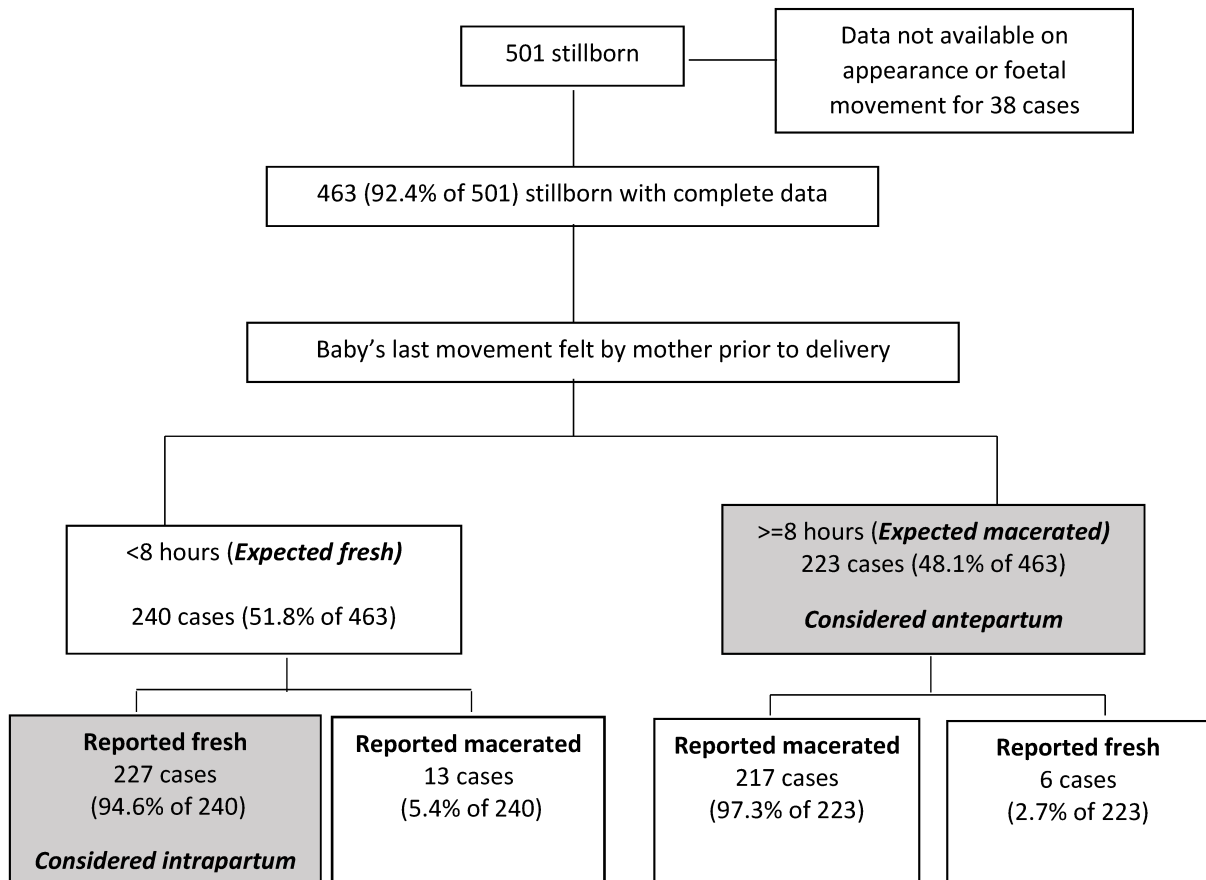 501 stillborn
Data not available on
appearance or foetal
movement for 38 cases
463 (92.4% of 501) stillborn with complete data
Baby’s last movement felt by mother prior to delivery
<8 hours (Expected fresh)
240 cases (51.8% of 463)
>=8 hours (Expected macerated)
223 cases (48.1% of 463)
Considered antepartum
Reported fresh
227 cases
(94.6% of 240)
Considered intrapartum
Reported macerated
13 cases
(5.4% of 240)
Reported macerated
217 cases
(97.3% of 223)
Reported fresh
6 cases
(2.7% of 223)